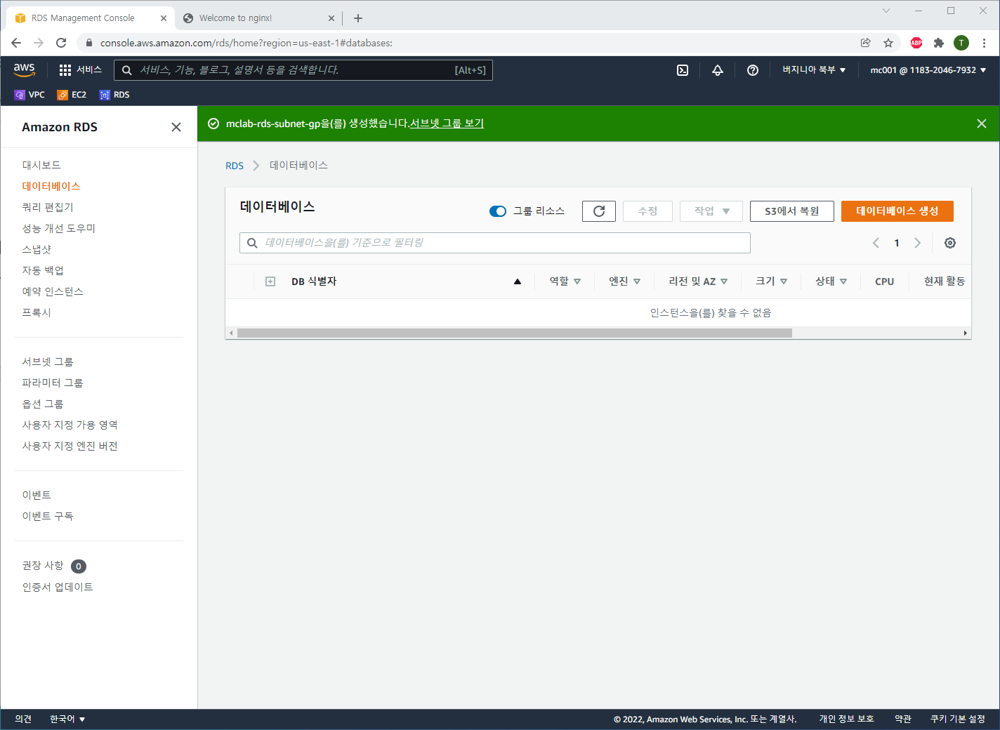 RDS Management Console
Welcome to nginx!
console.aws.amazon.com/rds/home?region=us-east-1#databases:
ABP
T
aws
서비스
서비스, 기능, 블로그, 설명서 등을 검색합니다.
[Alt+S]
버지니아 북부
mc001 @ 1183-2046-7932
VPC
EC2
RDS
Amazon RDS
mclab-rds-subnet-gp을(를) 생성했습니다.서브넷 그룹 보기
대시보드
데이터베이스
쿼리 편집기
성능 개선 도우미
스냅샷
자동 백업
예약 인스턴스
프록시
서브넷 그룹
파라미터 그룹
옵션 그룹
사용자 지정 가용 영역
사용자 지정 엔진 버전
이벤트
이벤트 구독
권장 사항 0
인증서 업데이트
RDS
데이터베이스
데이터베이스
그룹 리소스
수정
작업
S3에서 복원
데이터베이스 생성
데이터베이스을(를) 기준으로 필터링
1
DB 식별자
역할
엔진
리전 및 AZ
크기
상태
CPU
현재 활동
인스턴스을(를) 찾을 수 없음
의견
한국어
© 2022, Amazon Web Services, Inc. 또는 계열사.
개인 정보 보호
약관
쿠키 기본 설정